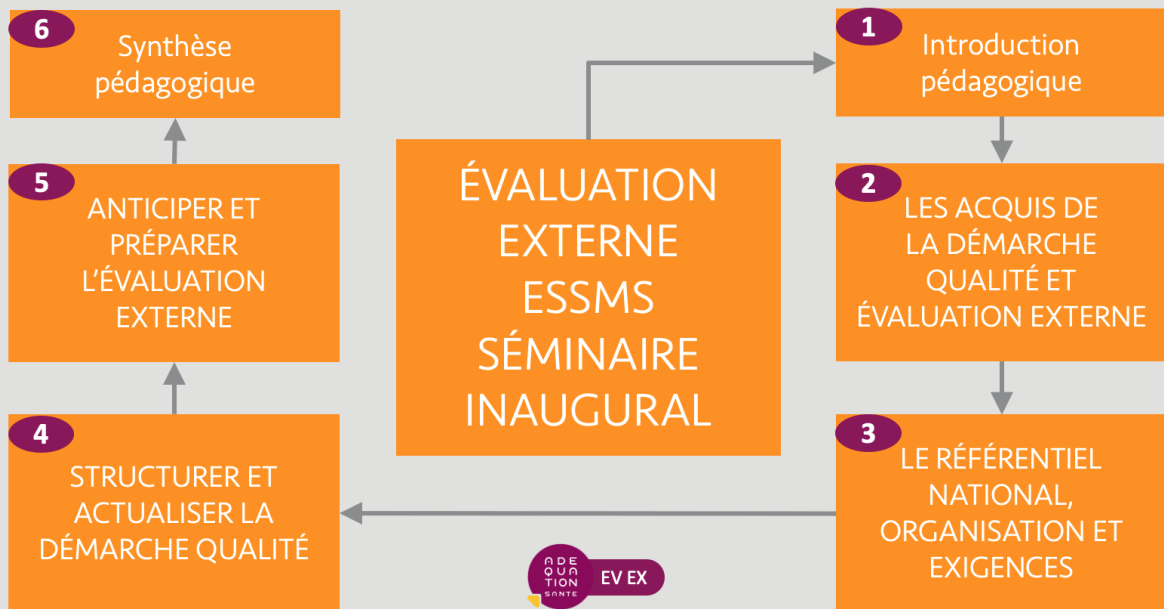 6
Synthèse
pédagogique
1
Introduction
pédagogique
ÉVALUATION
EXTERNE
ESSMS
SÉMINAIRE
INAUGURAL
5
ANTICIPER ET
PRÉPARER
L’ÉVALUATION
EXTERNE
2
LES ACQUIS DE
LA DÉMARCHE
QUALITÉ ET
ÉVALUATION EXTERNE
4
STRUCTURER ET
ACTUALISER LA
DÉMARCHE QUALITÉ
3
LE RÉFÉRENTIEL
NATIONAL,
ORGANISATION ET
EXIGENCES
ADE
QUA
TION
SANTE
EV EX